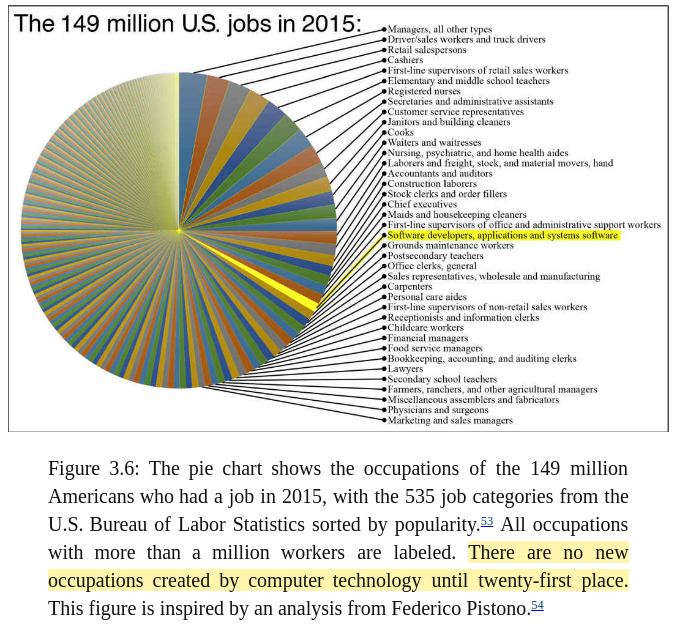 The 149 million U.S. jobs in 2015:
Managers, all other types
Driver/sales workers and truck drivers
Retail salespersons
Cashiers
First-line supervisors of retail sales workers
Elementary and middle school teachers
Registered nurses
Secretaries and administrative assistants
Customer service representatives
Janitors and building cleaners
Cooks
Waiters and waitresses
Nursing, psychiatric, and home health aides
Laborers and freight, stock, and material movers, hand
Accountants and auditors
Construction laborers
Stock clerks and order fillers
Chief executives
Maids and housekeeping cleaners
First-line supervisors of office and administrative support workers
Software developers, applications and systems software
Grounds maintenance workers
Postsecondary teachers
Office clerks, general
Sales representatives, wholesale and manufacturing
Carpenters
Personal care aides
First-line supervisors of non-retail sales workers
Receptionists and information clerks
Childcare workers
Financial managers
Food service managers
Bookkeeping, accounting, and auditing clerks
Lawyers
Secondary school teachers
Farmers, ranchers, and other agricultural managers
Miscellaneous assemblers and fabricators
Physicians and surgeons
Marketing and sales managers
Figure 3.6: The pie chart shows the occupations of the 149 million
Americans who had a job in 2015, with the 535 job categories from the
U.S. Bureau of Labor Statistics sorted by popularity.53 All occupations
with more than a million workers are labeled. There are no new
occupations created by computer technology until twenty-first place.
This figure is inspired by an analysis from Federico Pistono.54